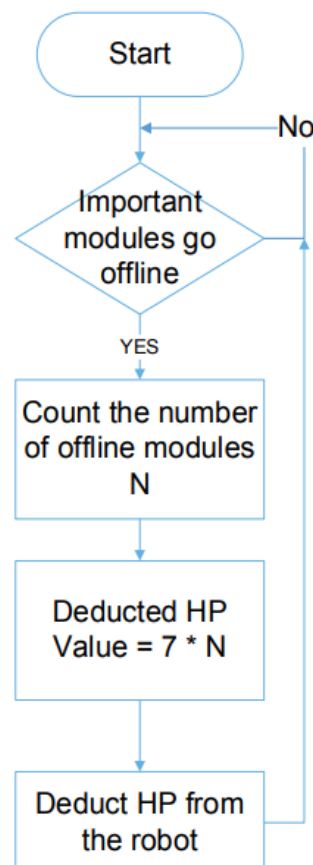 Start
No
Important
modules go
offline
YES
Count the number
of offline modules
N
Deducted HP
Value = 7 * N
Deduct HP from
the robot